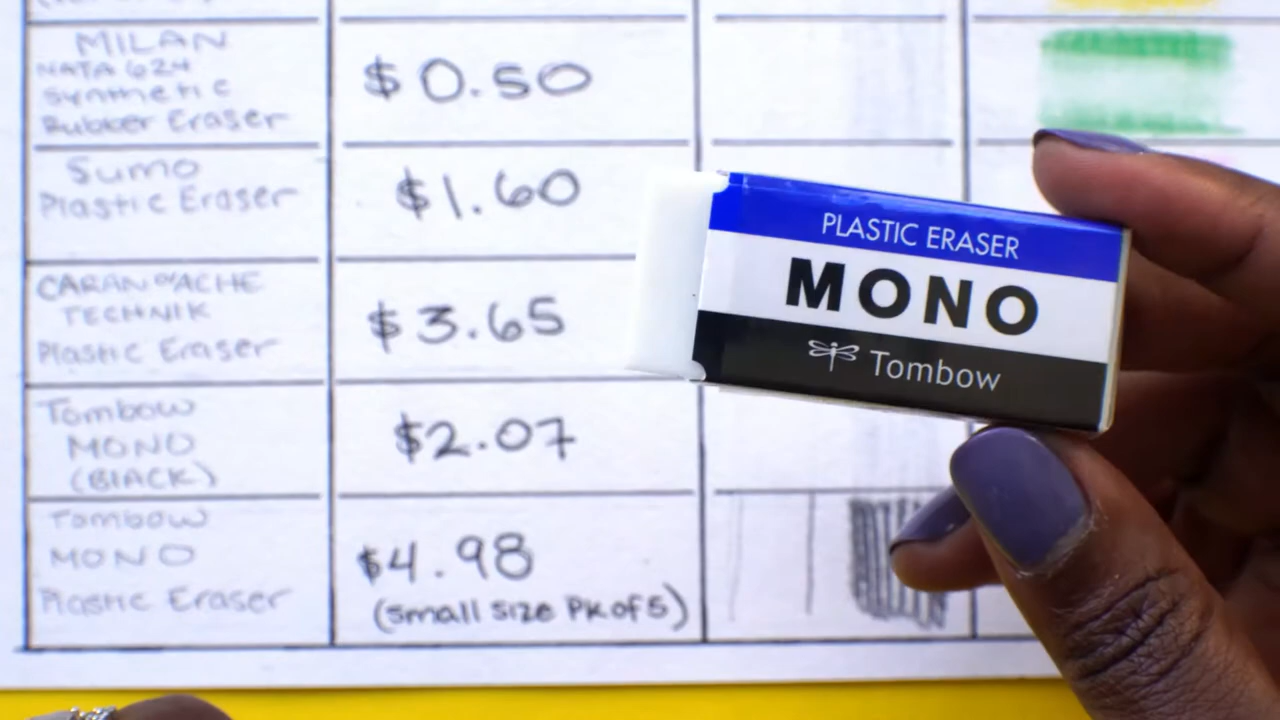 MILAN
NATA 624
Synthetic
Rubber Eraser
$0.50
Sumo
Plastic Eraser
$1.60
CARAN D'ACHE
TECHNIK
Plastic Eraser
$3.65
Tombow
MONO
(BLACK)
$2.07
Tombow
MONO
Plastic Eraser
$4.98
(Small Size PK of 5)
PLASTIC ERASER
MONO
Tombow